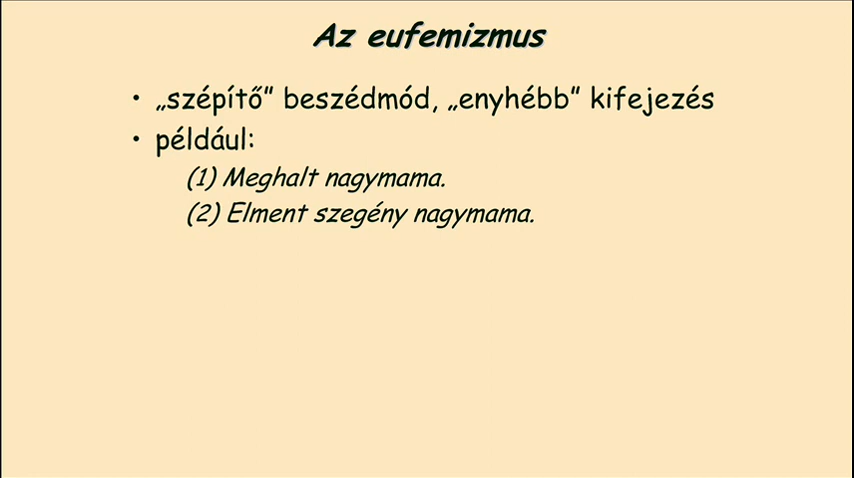 Az eufemizmus
• „szépítő” beszédmód, „enyhébb” kifejezés
• például:
(1) Meghalt nagymama.
(2) Elment szegény nagymama.